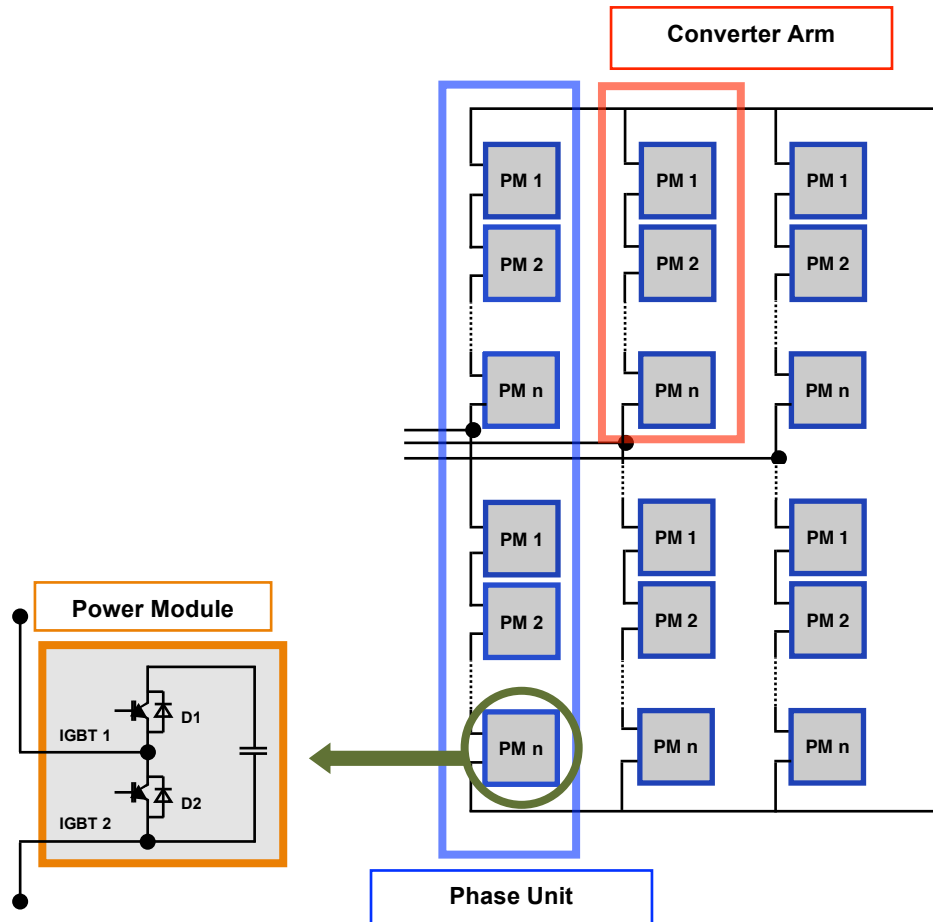 Converter Arm
PM 1
PM 1
PM 1
PM 2
PM 2
PM 2
PM n
PM n
PM n
PM 1
PM 1
PM 1
PM 2
PM 2
PM 2
Power Module
D1
IGBT 1
D2
IGBT 2
PM n
PM n
PM n
Phase Unit